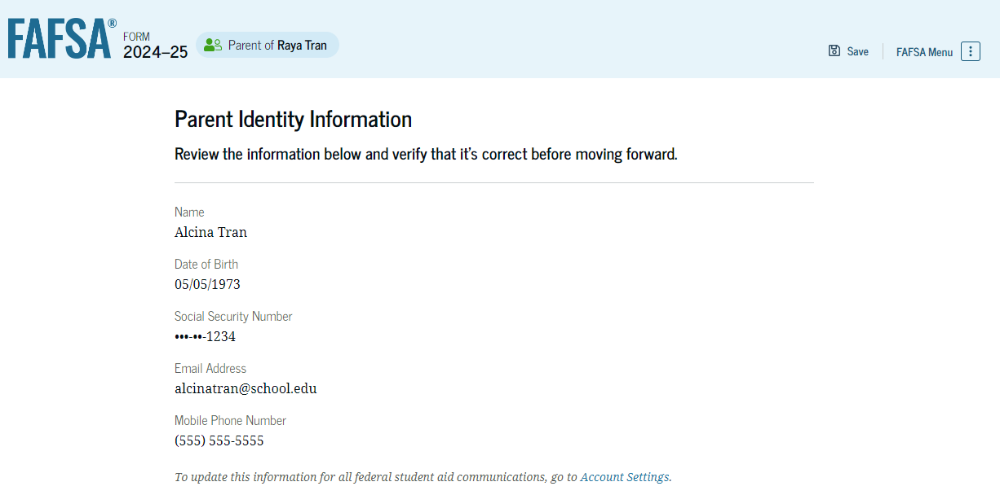 FAFSA®
FORM
2024–25
Parent of Raya Tran
Save
FAFSA Menu
Parent Identity Information
Review the information below and verify that it's correct before moving forward.
Name
Alcina Tran
Date of Birth
05/05/1973
Social Security Number
•••-••-1234
Email Address
alcinatran@school.edu
Mobile Phone Number
(555) 555-5555
To update this information for all federal student aid communications, go to Account Settings.